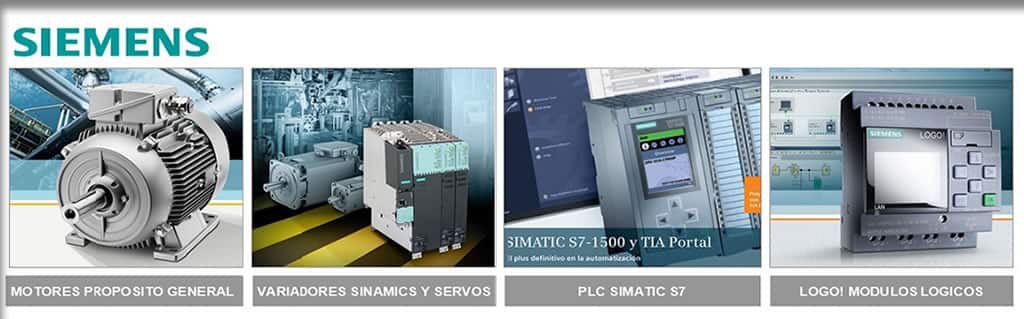 SIEMENS
SIMATIC S7-1500 y TIA Portal
El plus definitivo en la automatización
SIEMENS
LOGO!
LAN
MOTORES PROPOSITO GENERAL
VARIADORES SINAMICS Y SERVOS
PLC SIMATIC S7
LOGO! MODULOS LOGICOS